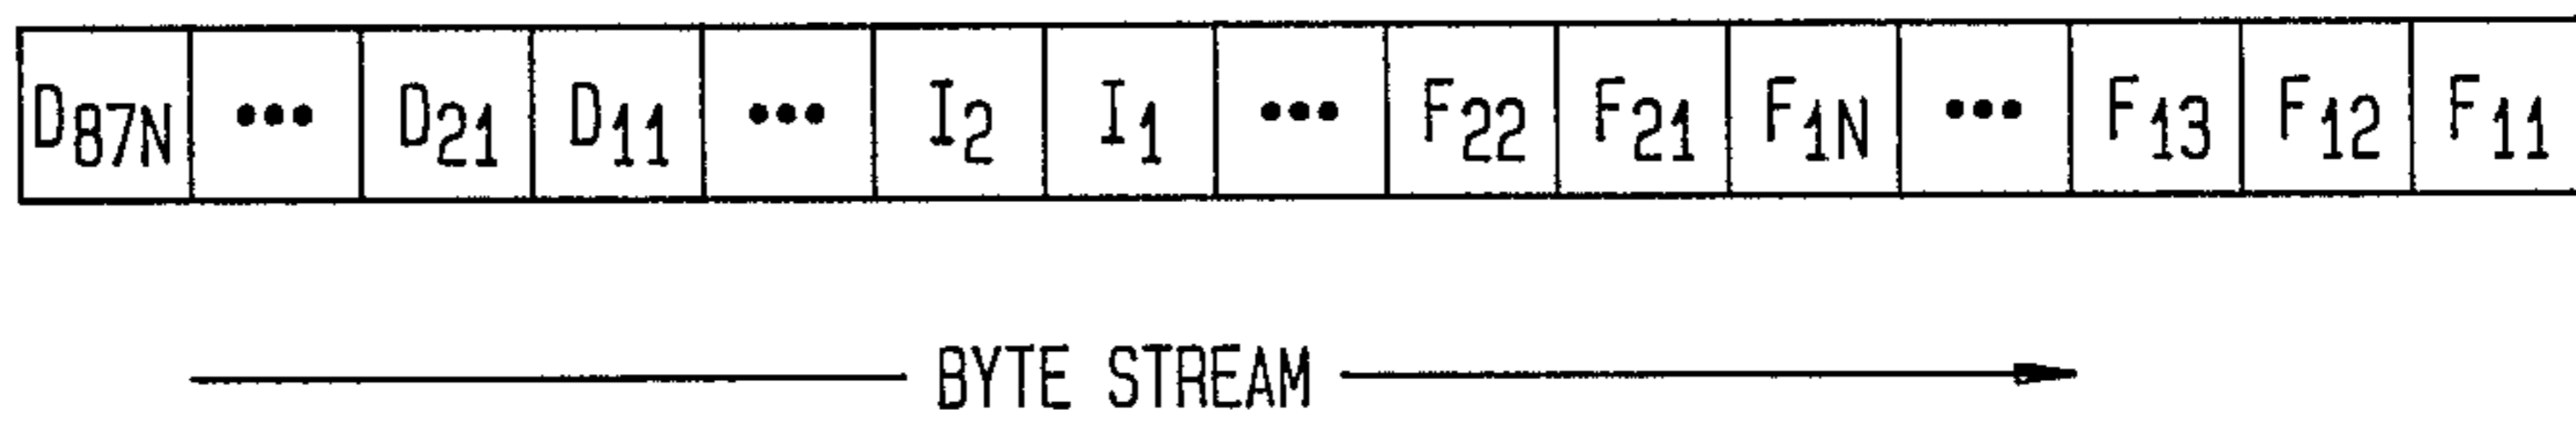 D87N ••• D21 D11 ••• I2 I1 ••• F22 F21 F1N ••• F13 F12 F11
BYTE STREAM